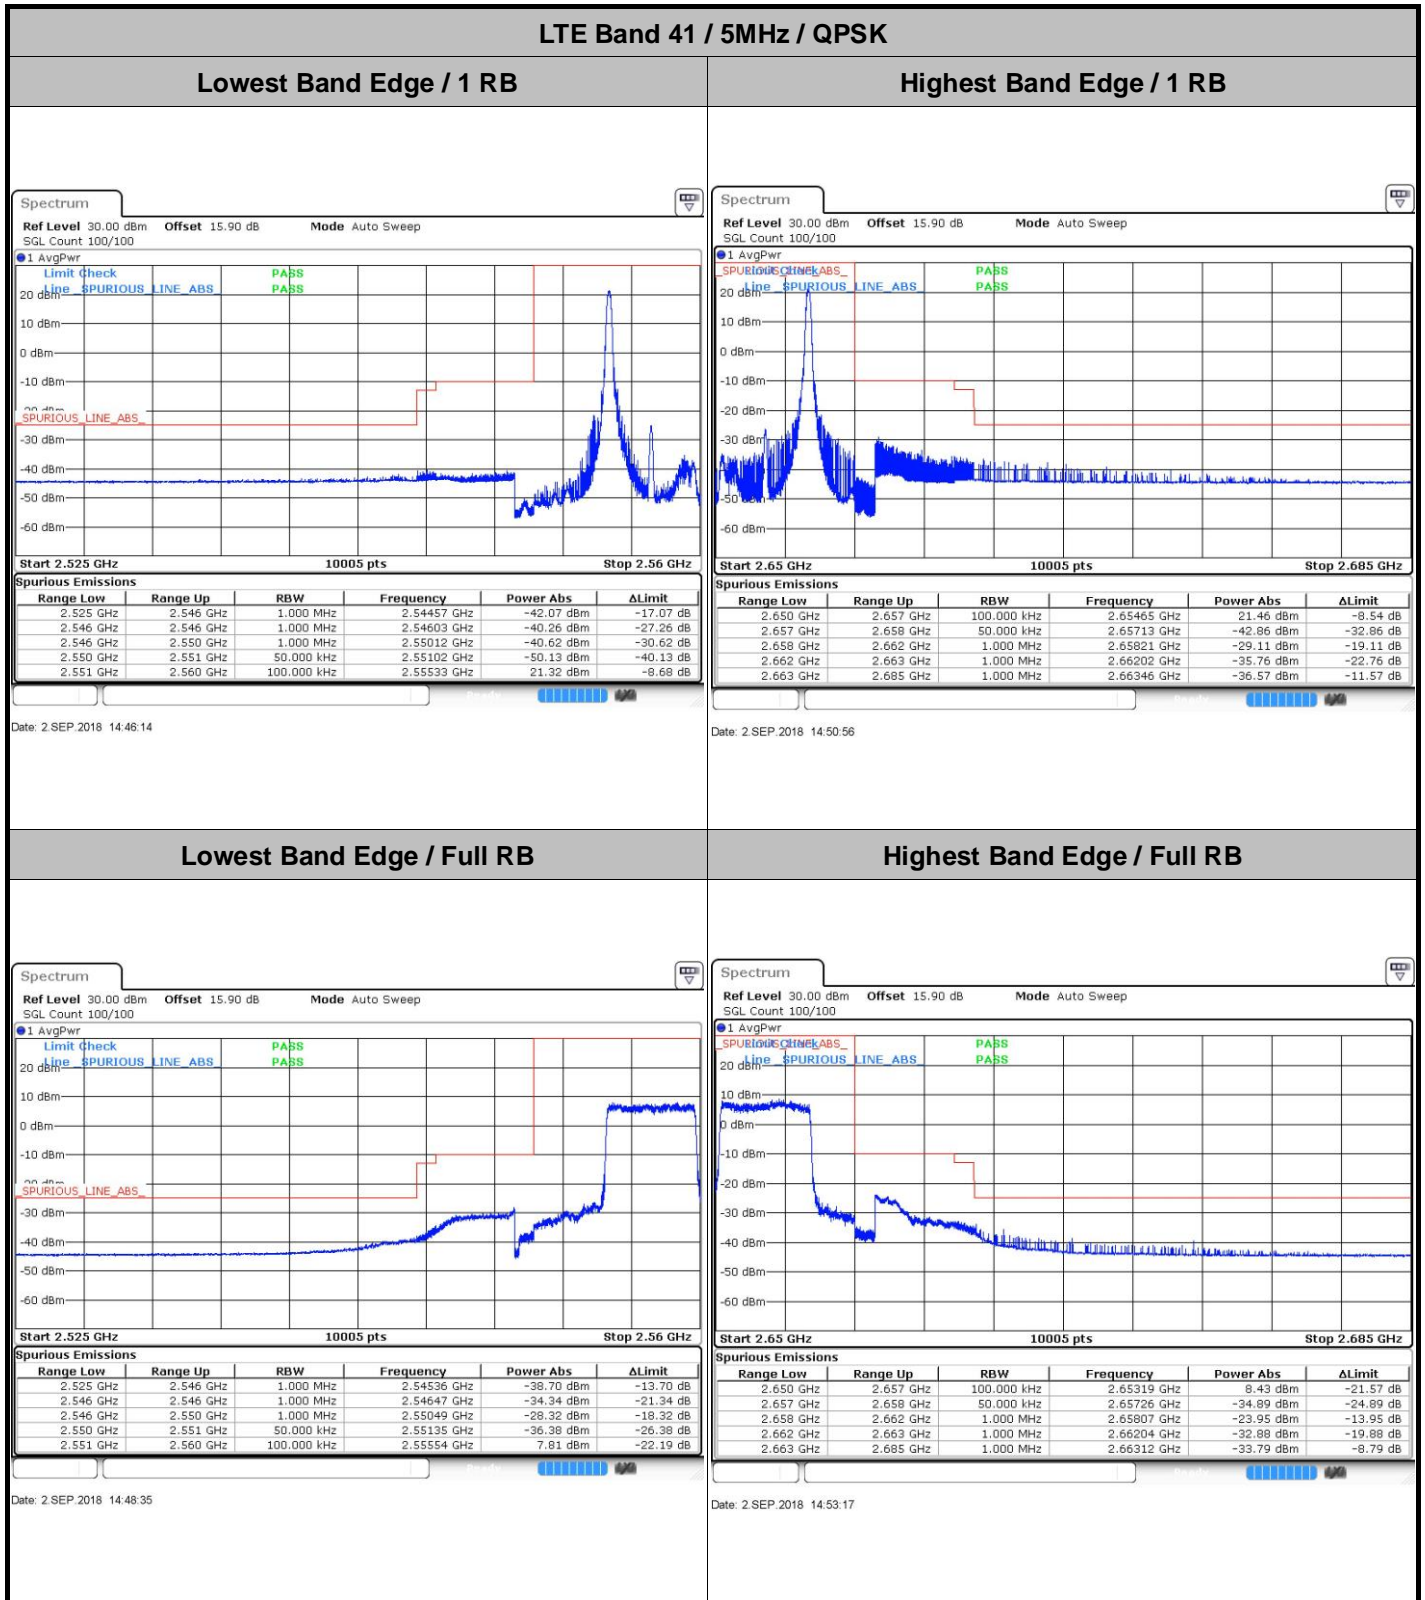 LTE Band 41 / 5MHz / QPSK
Lowest Band Edge / 1 RB
Highest Band Edge / 1 RB
Spectrum
Ref Level 30.00 dBm Offset 15.90 dB Mode Auto Sweep
SGL Count 100/100
1 AvgPwr
Limit Check PASS
Line _SPURIOUS_LINE_ABS_ PASS
20 dBm
10 dBm
0 dBm
-10 dBm
_SPURIOUS_LINE_ABS_
-30 dBm
-40 dBm
-50 dBm
-60 dBm
Start 2.525 GHz 10005 pts Stop 2.56 GHz
Spurious Emissions
Range Low Range Up RBW Frequency Power Abs ΔLimit
2.525 GHz 2.546 GHz 1.000 MHz 2.54457 GHz -42.07 dBm -17.07 dB
2.546 GHz 2.546 GHz 1.000 MHz 2.54603 GHz -40.26 dBm -27.26 dB
2.546 GHz 2.550 GHz 1.000 MHz 2.55012 GHz -40.62 dBm -30.62 dB
2.550 GHz 2.551 GHz 50.000 kHz 2.55102 GHz -50.13 dBm -40.13 dB
2.551 GHz 2.560 GHz 100.000 kHz 2.55533 GHz 21.32 dBm -8.68 dB
Date: 2.SEP.2018 14:46:14
Spectrum
Ref Level 30.00 dBm Offset 15.90 dB Mode Auto Sweep
SGL Count 100/100
1 AvgPwr
_SPURIOUS_LINE_ABS_
Limit Check PASS
Line _SPURIOUS_LINE_ABS_ PASS
20 dBm
10 dBm
0 dBm
-10 dBm
-20 dBm
-30 dBm
-40 dBm
-50 dBm
-60 dBm
Start 2.65 GHz 10005 pts Stop 2.685 GHz
Spurious Emissions
Range Low Range Up RBW Frequency Power Abs ΔLimit
2.650 GHz 2.657 GHz 100.000 kHz 2.65465 GHz 21.46 dBm -8.54 dB
2.657 GHz 2.658 GHz 50.000 kHz 2.65713 GHz -42.86 dBm -32.86 dB
2.658 GHz 2.662 GHz 1.000 MHz 2.65821 GHz -29.11 dBm -19.11 dB
2.662 GHz 2.663 GHz 1.000 MHz 2.66202 GHz -35.76 dBm -22.76 dB
2.663 GHz 2.685 GHz 1.000 MHz 2.66346 GHz -36.57 dBm -11.57 dB
Date: 2.SEP.2018 14:50:56
Lowest Band Edge / Full RB
Highest Band Edge / Full RB
Spectrum
Ref Level 30.00 dBm Offset 15.90 dB Mode Auto Sweep
SGL Count 100/100
1 AvgPwr
Limit Check PASS
Line _SPURIOUS_LINE_ABS_ PASS
20 dBm
10 dBm
0 dBm
-10 dBm
_SPURIOUS_LINE_ABS_
-30 dBm
-40 dBm
-50 dBm
-60 dBm
Start 2.525 GHz 10005 pts Stop 2.56 GHz
Spurious Emissions
Range Low Range Up RBW Frequency Power Abs ΔLimit
2.525 GHz 2.546 GHz 1.000 MHz 2.54536 GHz -38.70 dBm -13.70 dB
2.546 GHz 2.546 GHz 1.000 MHz 2.54647 GHz -34.34 dBm -21.34 dB
2.546 GHz 2.550 GHz 1.000 MHz 2.55049 GHz -28.32 dBm -18.32 dB
2.550 GHz 2.551 GHz 50.000 kHz 2.55135 GHz -36.38 dBm -26.38 dB
2.551 GHz 2.560 GHz 100.000 kHz 2.55554 GHz 7.81 dBm -22.19 dB
Date: 2.SEP.2018 14:48:35
Spectrum
Ref Level 30.00 dBm Offset 15.90 dB Mode Auto Sweep
SGL Count 100/100
1 AvgPwr
_SPURIOUS_LINE_ABS_
Limit Check PASS
Line _SPURIOUS_LINE_ABS_ PASS
20 dBm
10 dBm
0 dBm
-10 dBm
-20 dBm
-30 dBm
-40 dBm
-50 dBm
-60 dBm
Start 2.65 GHz 10005 pts Stop 2.685 GHz
Spurious Emissions
Range Low Range Up RBW Frequency Power Abs ΔLimit
2.650 GHz 2.657 GHz 100.000 kHz 2.65319 GHz 8.43 dBm -21.57 dB
2.657 GHz 2.658 GHz 50.000 kHz 2.65726 GHz -34.89 dBm -24.89 dB
2.658 GHz 2.662 GHz 1.000 MHz 2.65807 GHz -23.95 dBm -13.95 dB
2.662 GHz 2.663 GHz 1.000 MHz 2.66204 GHz -32.88 dBm -19.88 dB
2.663 GHz 2.685 GHz 1.000 MHz 2.66312 GHz -33.79 dBm -8.79 dB
Date: 2.SEP.2018 14:53:17